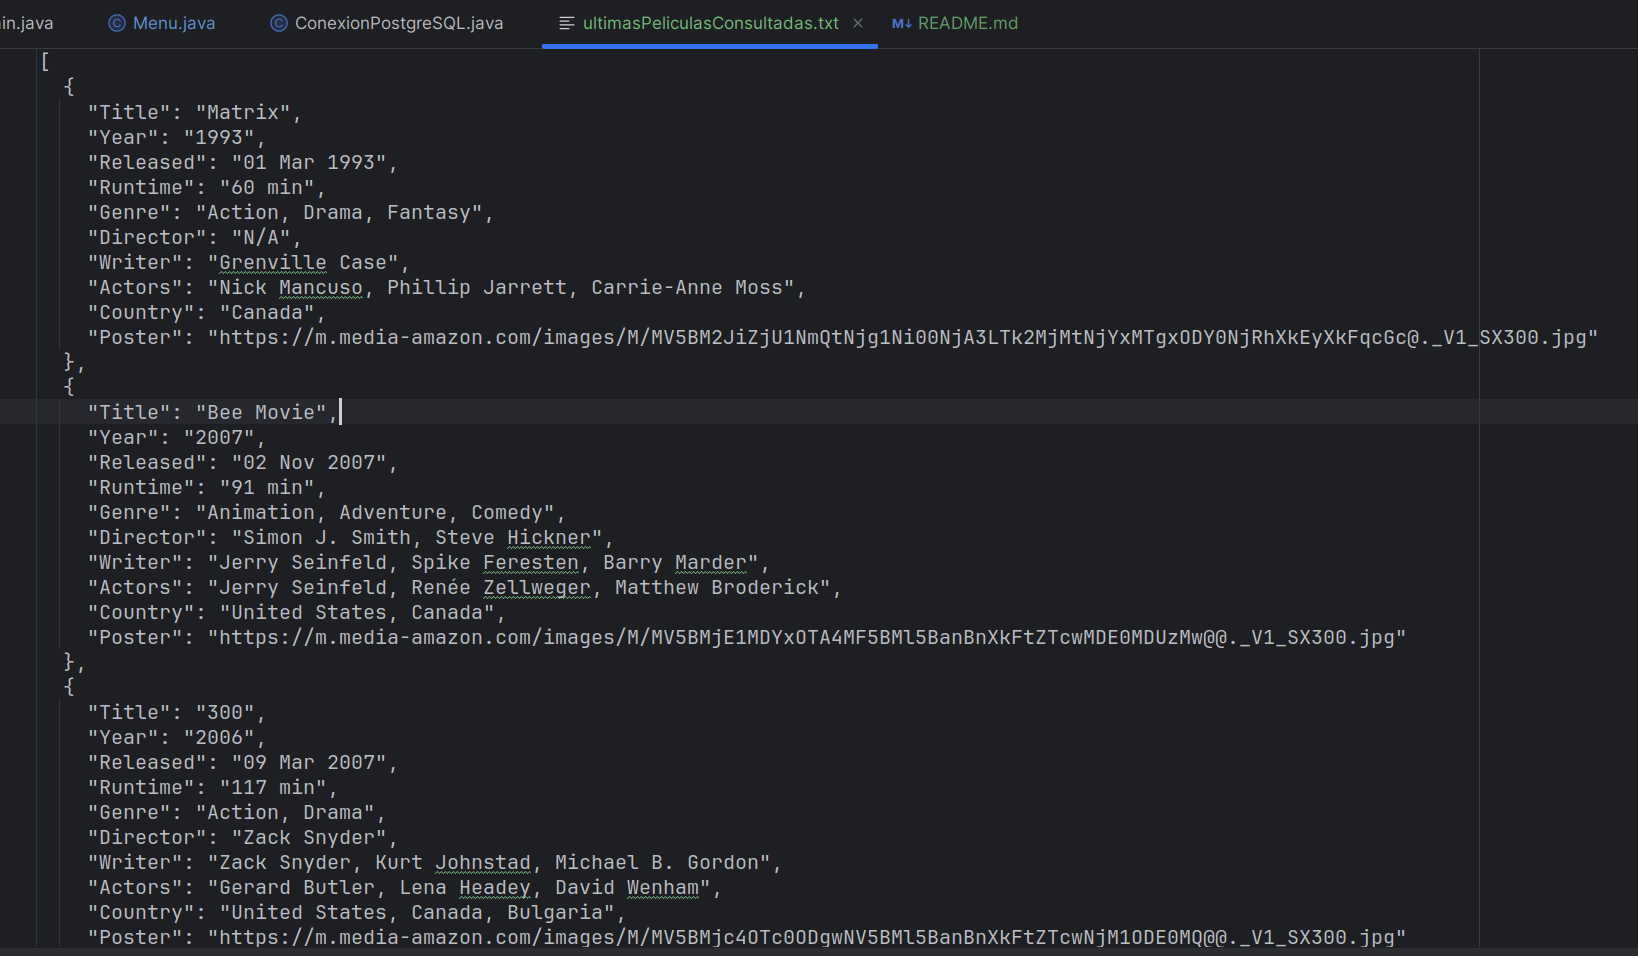 in.java Menu.java ConexionPostgreSQL.java ultimasPeliculasConsultadas.txt README.md
[
{
"Title": "Matrix",
"Year": "1993",
"Released": "01 Mar 1993",
"Runtime": "60 min",
"Genre": "Action, Drama, Fantasy",
"Director": "N/A",
"Writer": "Grenville Case",
"Actors": "Nick Mancuso, Phillip Jarrett, Carrie-Anne Moss",
"Country": "Canada",
"Poster": "https://m.media-amazon.com/images/M/MV5BM2JiZjU1NmQtNjg1Ni00NjA3LTk2MjMtNjYxMTgxODY0NjRhXkEyXkFqcGc@._V1_SX300.jpg"
},
{
"Title": "Bee Movie",
"Year": "2007",
"Released": "02 Nov 2007",
"Runtime": "91 min",
"Genre": "Animation, Adventure, Comedy",
"Director": "Simon J. Smith, Steve Hickner",
"Writer": "Jerry Seinfeld, Spike Feresten, Barry Marder",
"Actors": "Jerry Seinfeld, Renée Zellweger, Matthew Broderick",
"Country": "United States, Canada",
"Poster": "https://m.media-amazon.com/images/M/MV5BMjE1MDYxOTA4MF5BMl5BanBnXkFtZTcwMDE0MDUzMw@@._V1_SX300.jpg"
},
{
"Title": "300",
"Year": "2006",
"Released": "09 Mar 2007",
"Runtime": "117 min",
"Genre": "Action, Drama",
"Director": "Zack Snyder",
"Writer": "Zack Snyder, Kurt Johnstad, Michael B. Gordon",
"Actors": "Gerard Butler, Lena Headey, David Wenham",
"Country": "United States, Canada, Bulgaria",
"Poster": "https://m.media-amazon.com/images/M/MV5BMjc4OTc0ODgwNV5BMl5BanBnXkFtZTcwNjM1ODE0MQ@@._V1_SX300.jpg"